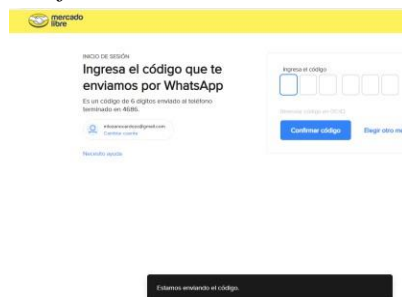 mercado
libre
INICIO DE SESIÓN
Ingresa el código que te
enviamos por WhatsApp
Es un código de 6 dígitos enviado al teléfono
terminado en 4686.
Cambiar cuenta
Necesito ayuda
Ingresa el código
Confirmar código
Elegir otro
Estamos enviando el código.